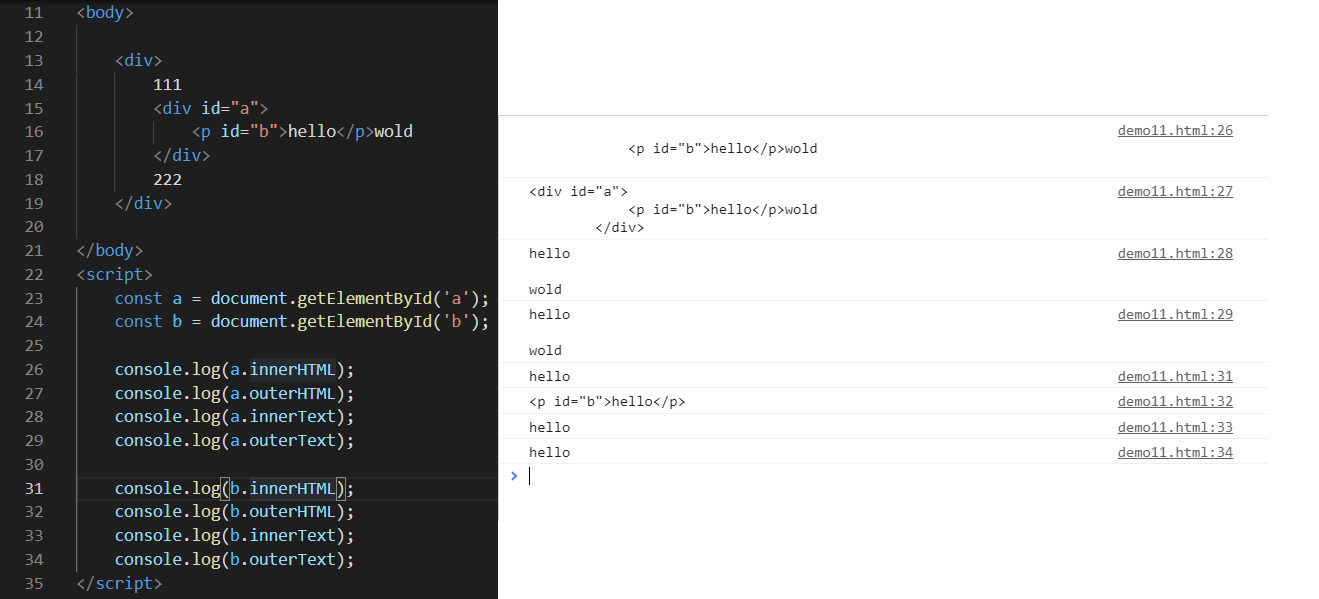 11 <body>
12
13 <div>
14 111
15 <div id="a">
16 <p id="b">hello</p>wold
17 </div>
18 222
19 </div>
20
21 </body>
22 <script>
23 const a = document.getElementById('a');
24 const b = document.getElementById('b');
25
26 console.log(a.innerHTML);
27 console.log(a.outerHTML);
28 console.log(a.innerText);
29 console.log(a.outerText);
30
31 console.log(b.innerHTML);
32 console.log(b.outerHTML);
33 console.log(b.innerText);
34 console.log(b.outerText);
35 </script>
demo11.html:26
<p id="b">hello</p>wold
<div id="a"> demo11.html:27
<p id="b">hello</p>wold
</div>
hello demo11.html:28
wold
hello demo11.html:29
wold
hello demo11.html:31
<p id="b">hello</p> demo11.html:32
hello demo11.html:33
hello demo11.html:34
>